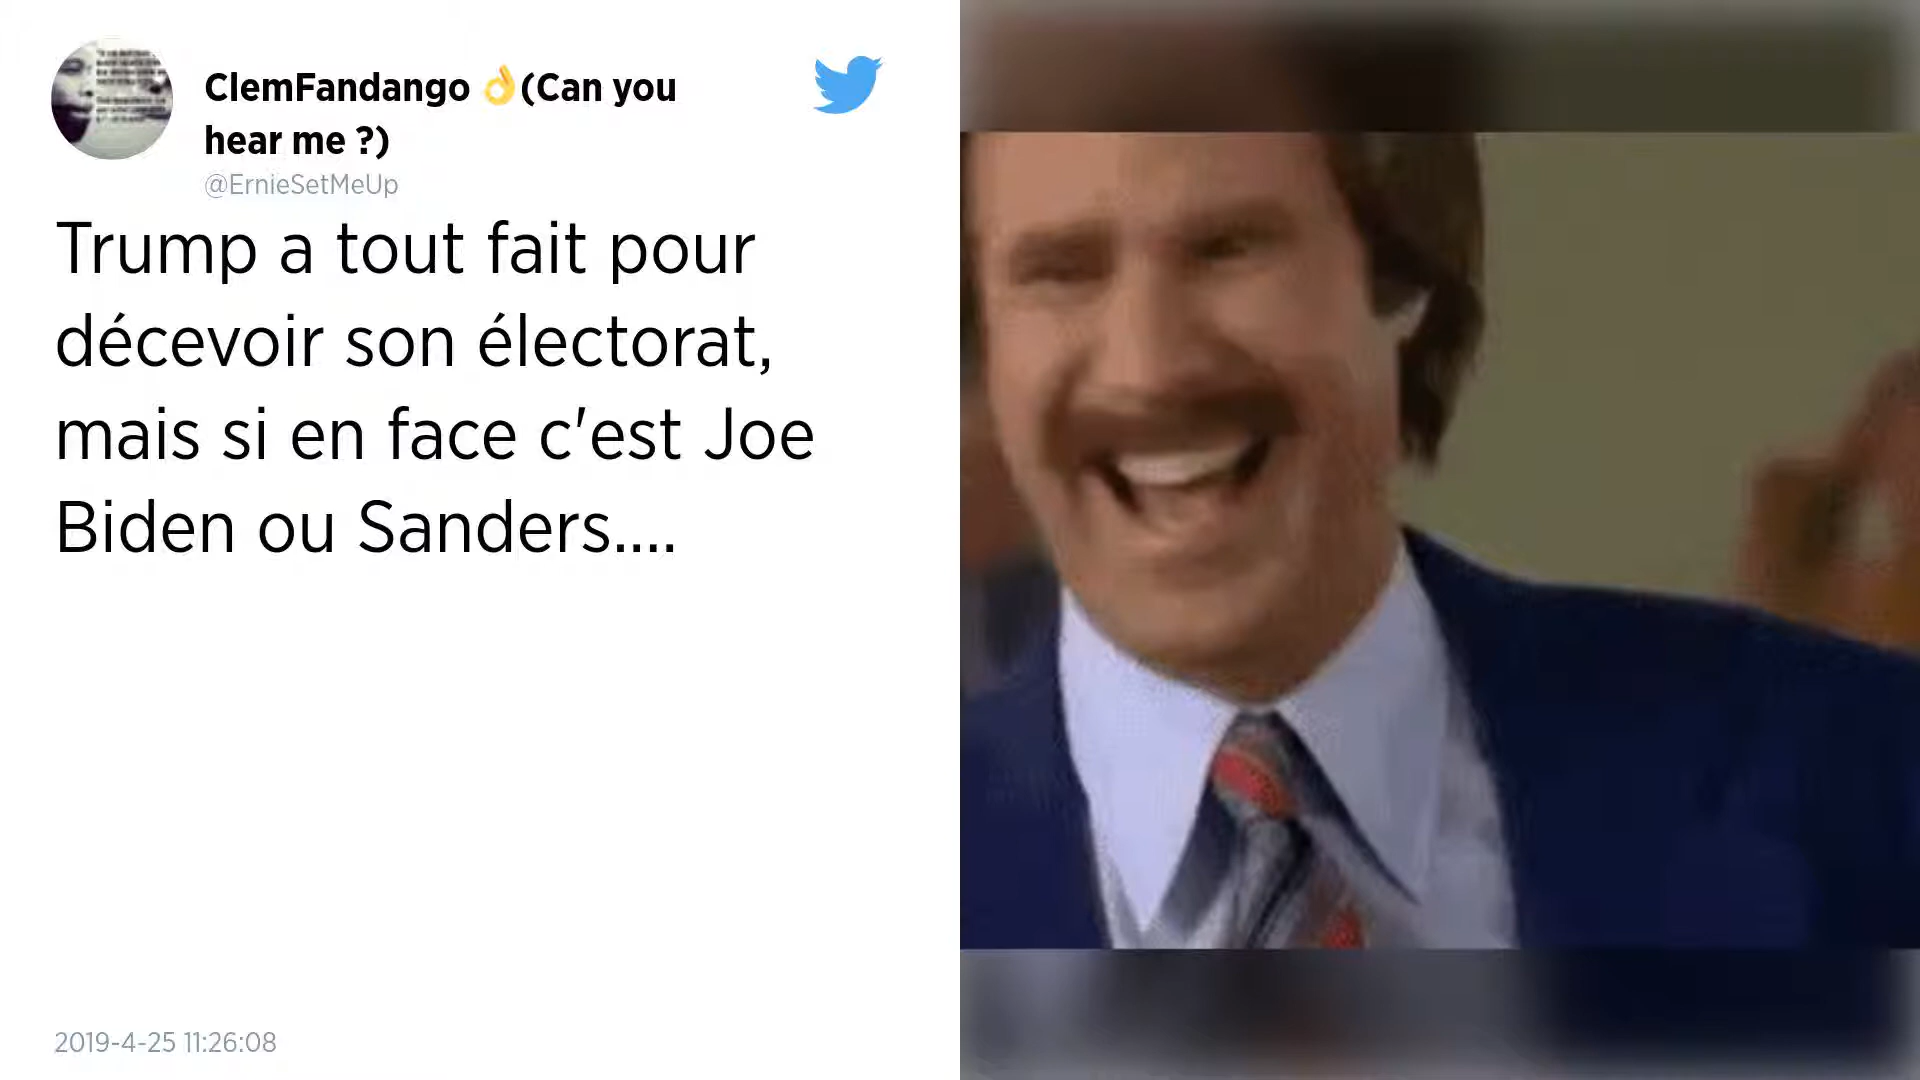 ClemFandango 👌(Can you
hear me ?)
@ErnieSetMeUp
Trump a tout fait pour
décevoir son électorat,
mais si en face c'est Joe
Biden ou Sanders....
2019-4-25 11:26:08